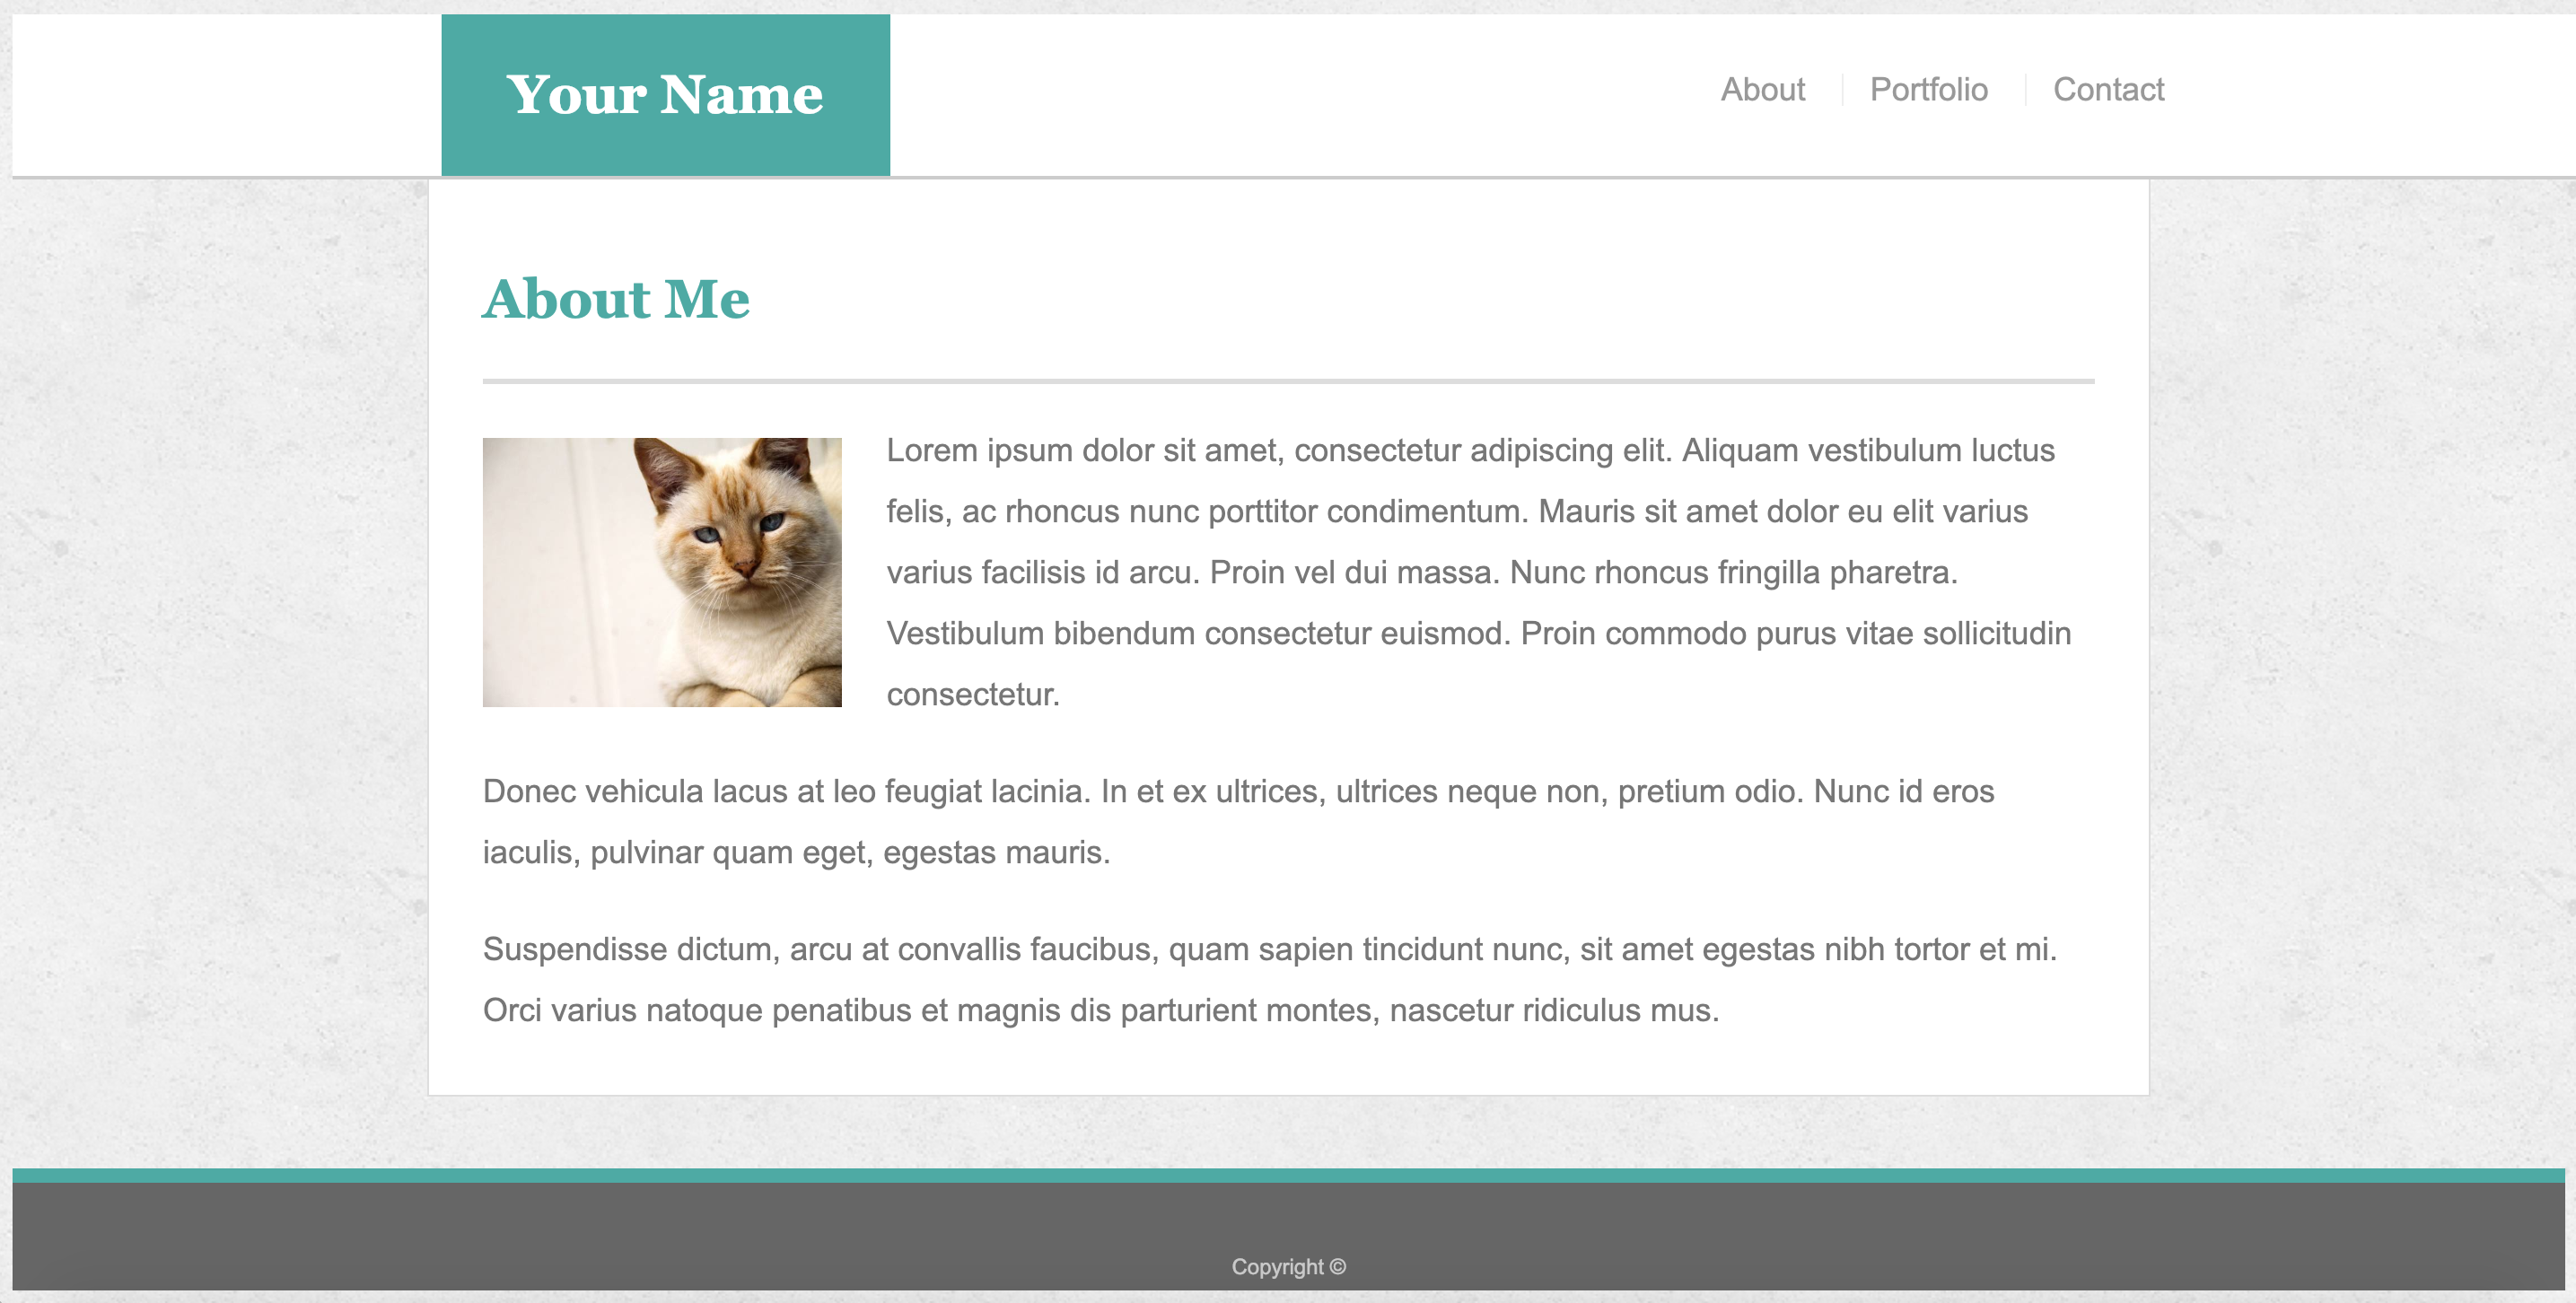 Your Name
About
Portfolio
Contact
About Me
Lorem ipsum dolor sit amet, consectetur adipiscing elit. Aliquam vestibulum luctus
felis, ac rhoncus nunc porttitor condimentum. Mauris sit amet dolor eu elit varius
varius facilisis id arcu. Proin vel dui massa. Nunc rhoncus fringilla pharetra.
Vestibulum bibendum consectetur euismod. Proin commodo purus vitae sollicitudin
consectetur.
Donec vehicula lacus at leo feugiat lacinia. In et ex ultrices, ultrices neque non, pretium odio. Nunc id eros
iaculis, pulvinar quam eget, egestas mauris.
Suspendisse dictum, arcu at convallis faucibus, quam sapien tincidunt nunc, sit amet egestas nibh tortor et mi.
Orci varius natoque penatibus et magnis dis parturient montes, nascetur ridiculus mus.
Copyright ©